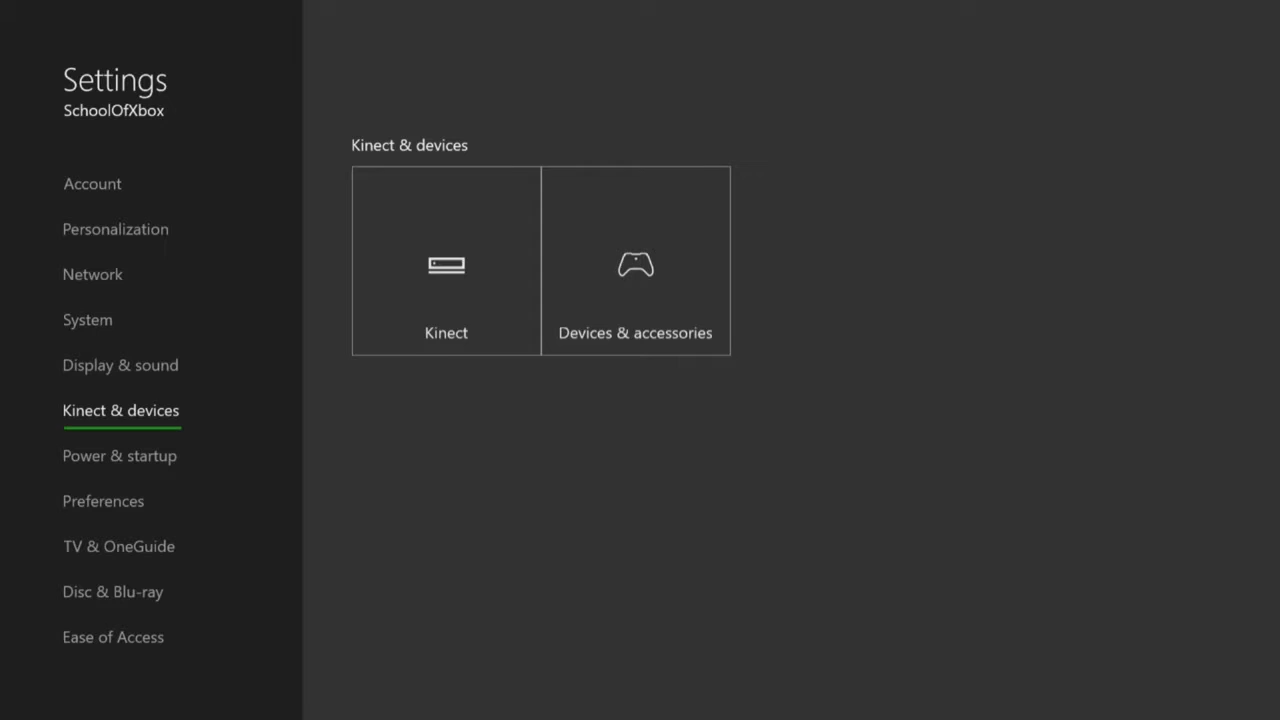 Settings
SchoolOfXbox
Account
Personalization
Network
System
Display & sound
Kinect & devices
Power & startup
Preferences
TV & OneGuide
Disc & Blu-ray
Ease of Access
Kinect & devices
Kinect
Devices & accessories